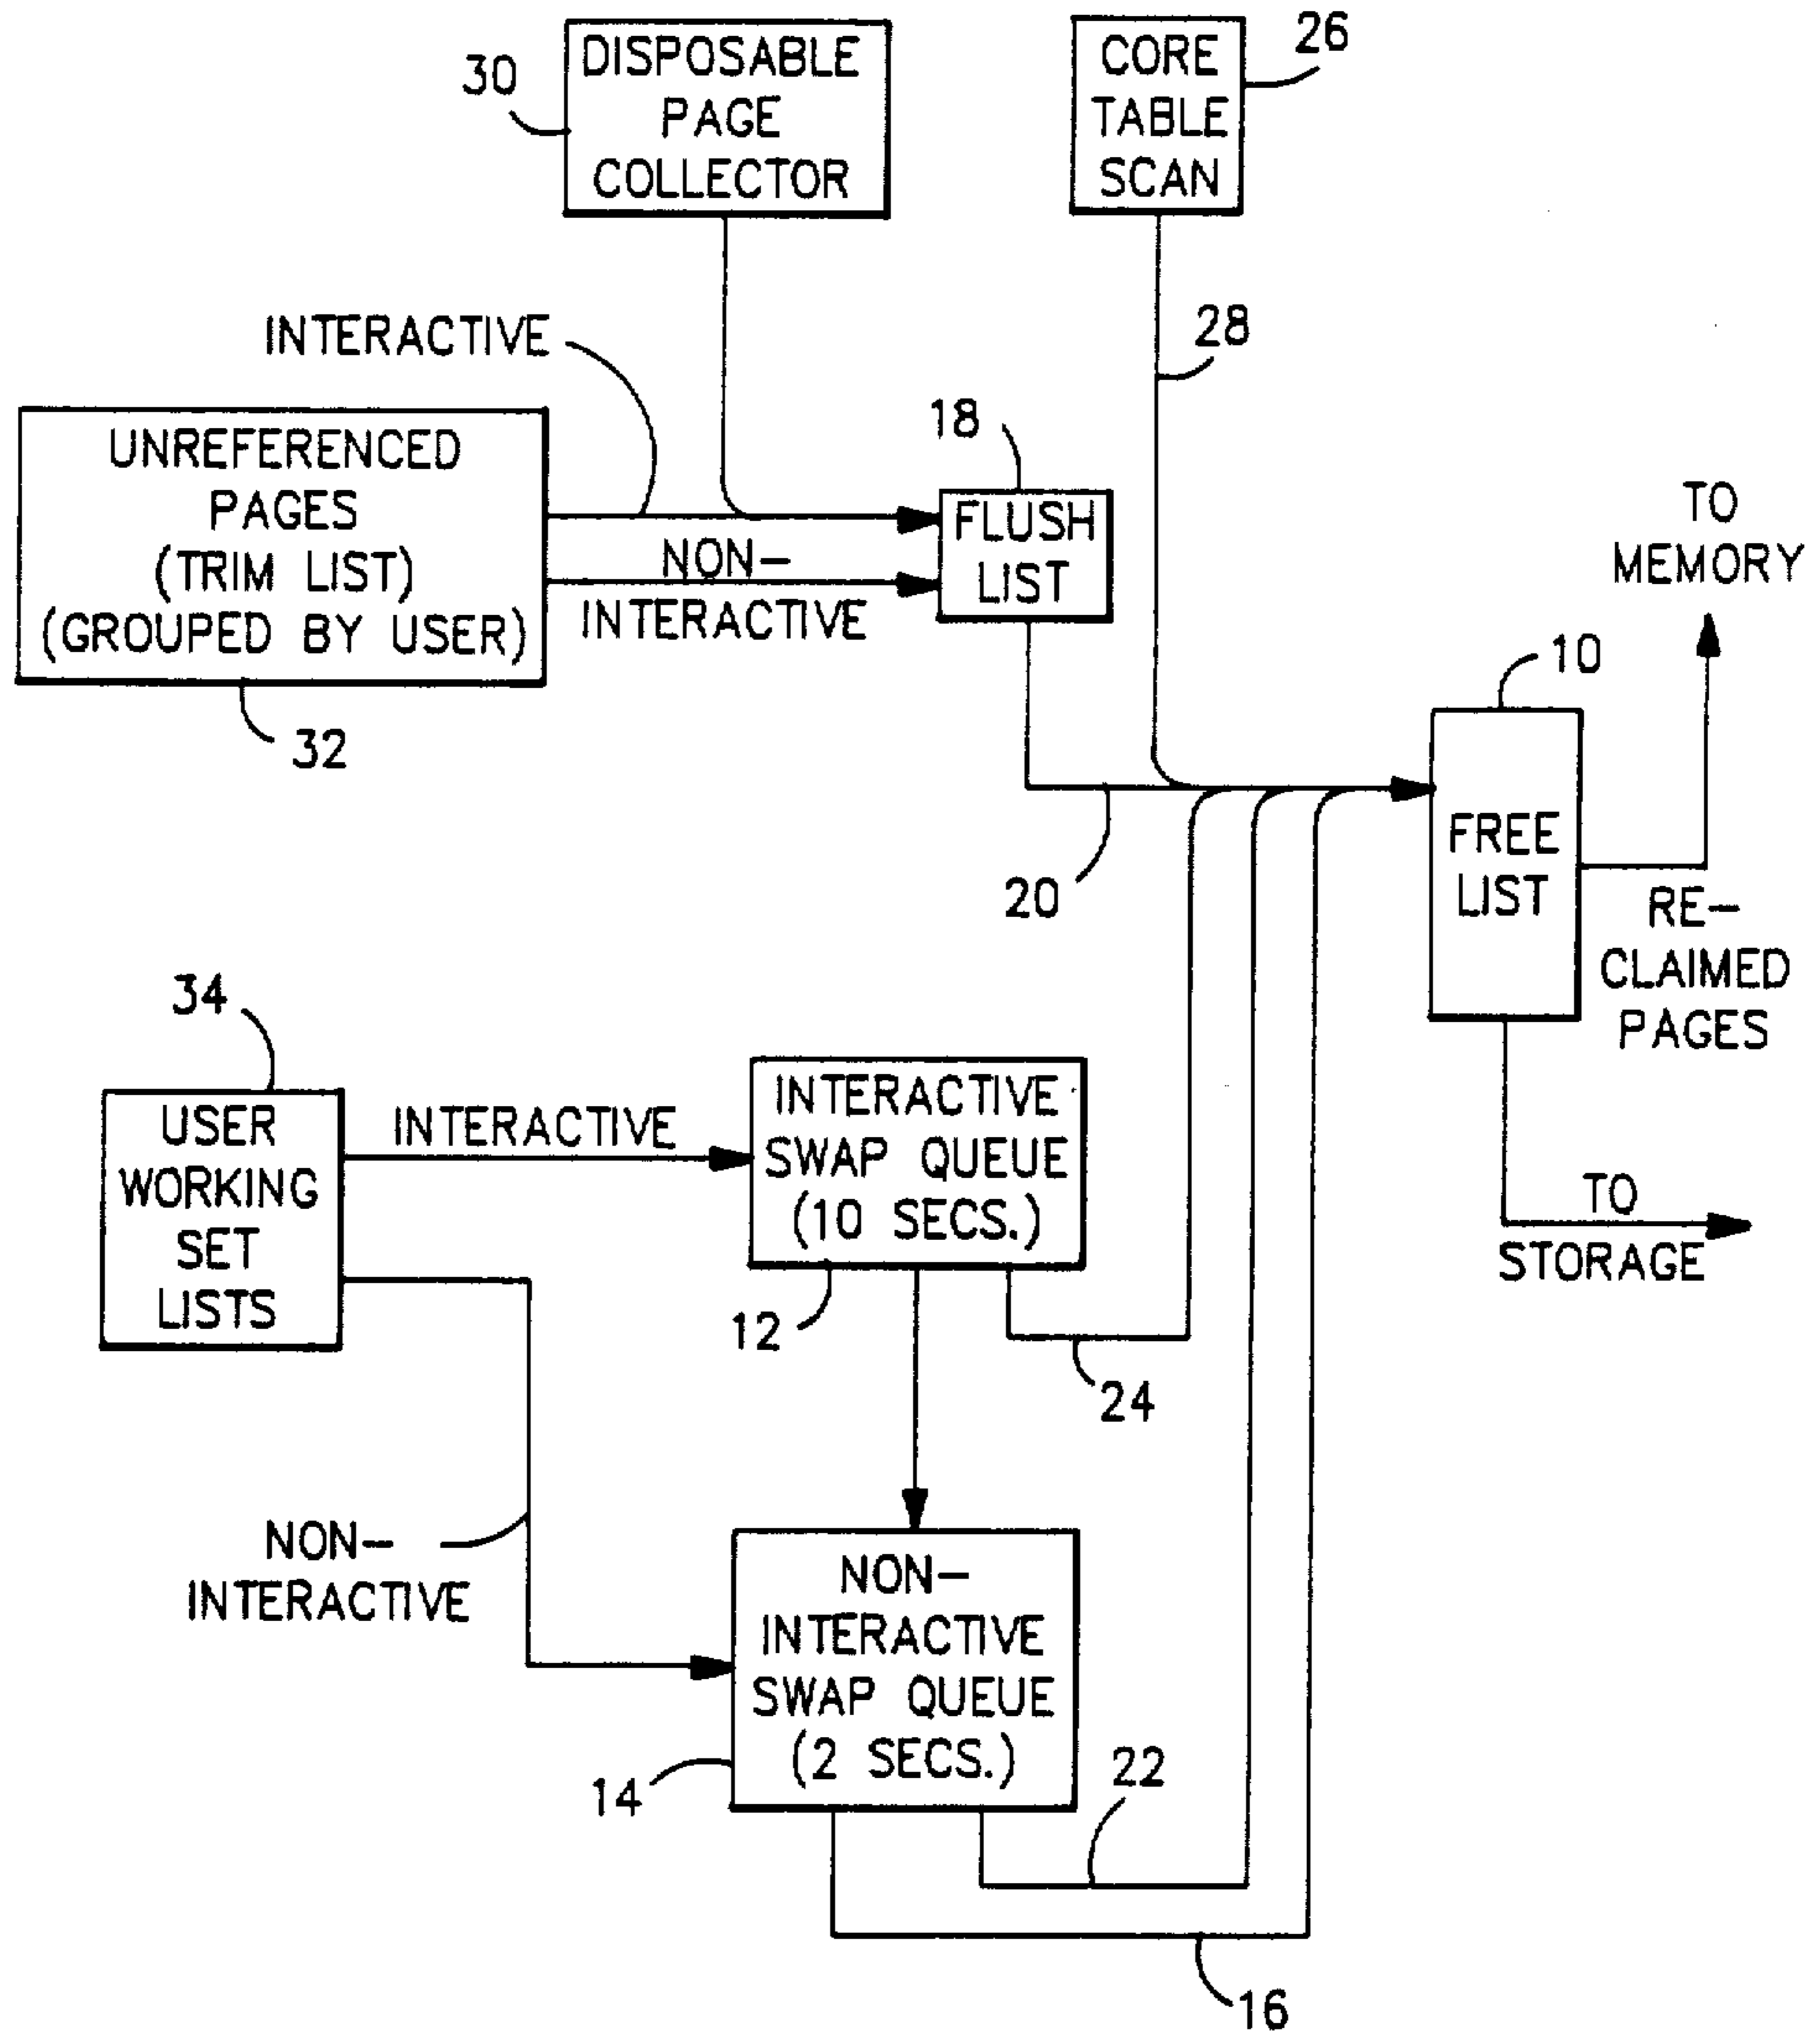 30
DISPOSABLE
PAGE
COLLECTOR
CORE
TABLE
SCAN
26
INTERACTIVE
28
UNREFERENCED
PAGES
(TRIM LIST)
(GROUPED BY USER)
32
NON-
INTERACTIVE
18
FLUSH
LIST
20
TO
MEMORY
10
FREE
LIST
RE-
CLAIMED
PAGES
TO
STORAGE
34
USER
WORKING
SET
LISTS
INTERACTIVE
INTERACTIVE
SWAP QUEUE
(10 SECS.)
12
24
NON-
INTERACTIVE
NON-
INTERACTIVE
SWAP QUEUE
(2 SECS.)
14
22
16